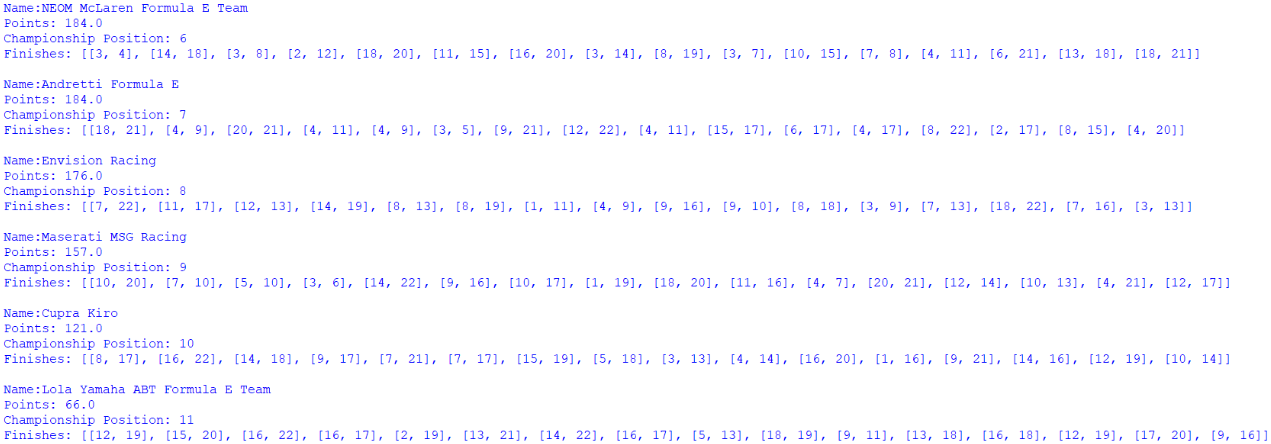 Name:NEOM McLaren Formula E Team
Points: 184.0
Championship Position: 6
Finishes: [[3, 4], [14, 18], [3, 8], [2, 12], [18, 20], [11, 15], [16, 20], [3, 14], [8, 19], [3, 7], [10, 15], [7, 8], [4, 11], [6, 21], [13, 18], [18, 21]]
Name:Andretti Formula E
Points: 184.0
Championship Position: 7
Finishes: [[18, 21], [4, 9], [20, 21], [4, 11], [4, 9], [3, 5], [9, 21], [12, 22], [4, 11], [15, 17], [6, 17], [4, 17], [8, 22], [2, 17], [8, 15], [4, 20]]
Name:Envision Racing
Points: 176.0
Championship Position: 8
Finishes: [[7, 22], [11, 17], [12, 13], [14, 19], [8, 13], [8, 19], [1, 11], [4, 9], [9, 16], [9, 10], [8, 18], [3, 9], [7, 13], [18, 22], [7, 16], [3, 13]]
Name:Maserati MSG Racing
Points: 157.0
Championship Position: 9
Finishes: [[10, 20], [7, 10], [5, 10], [3, 6], [14, 22], [9, 16], [10, 17], [1, 19], [18, 20], [11, 16], [4, 7], [20, 21], [12, 14], [10, 13], [4, 21], [12, 17]]
Name:Cupra Kiro
Points: 121.0
Championship Position: 10
Finishes: [[8, 17], [16, 22], [14, 18], [9, 17], [7, 21], [7, 17], [15, 19], [5, 18], [3, 13], [4, 14], [16, 20], [1, 16], [9, 21], [14, 16], [12, 19], [10, 14]]
Name:Lola Yamaha ABT Formula E Team
Points: 66.0
Championship Position: 11
Finishes: [[12, 19], [15, 20], [16, 22], [16, 17], [2, 19], [13, 21], [14, 22], [16, 17], [5, 13], [18, 19], [9, 11], [13, 18], [16, 18], [12, 19], [17, 20], [9, 16]]